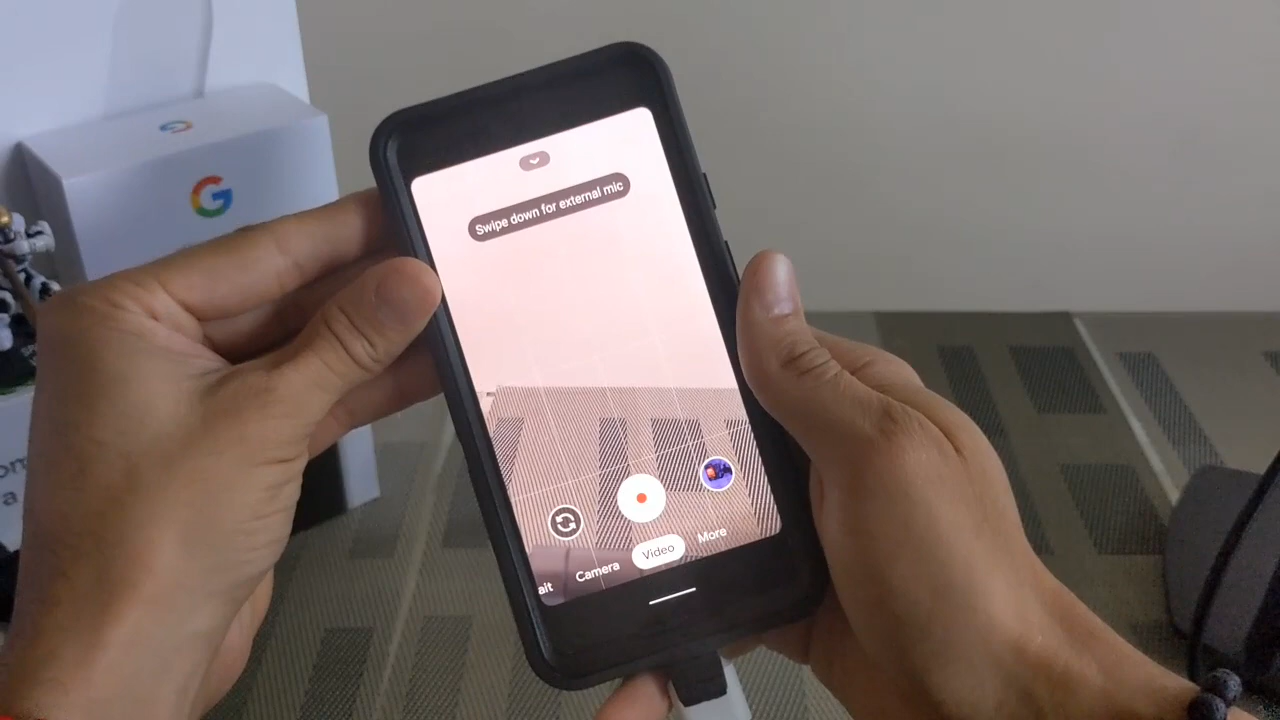 G
Swipe down for external mic
ait
Camera
Video
More